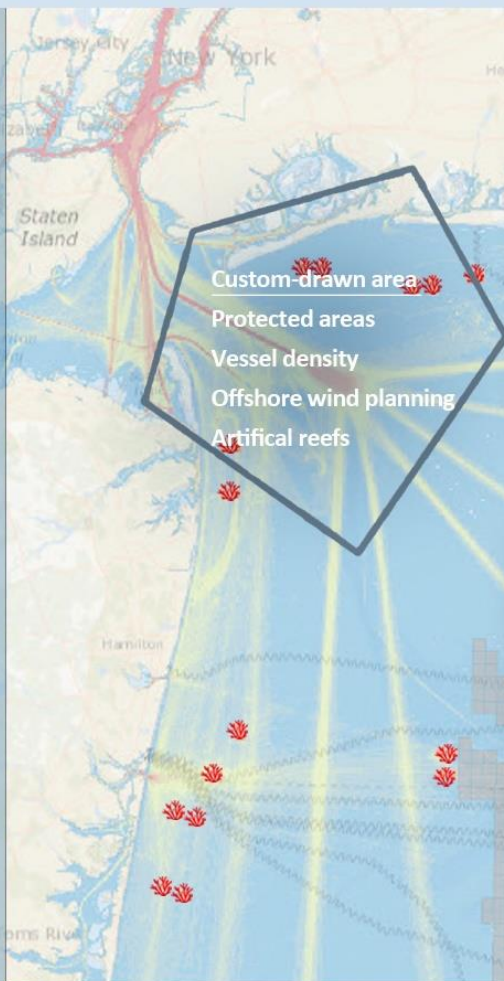 Jersey City
New York
Staten
Island
Custom-drawn area
Protected areas
Vessel density
Offshore wind planning
Artifical reefs
Hamilton
oms Riv